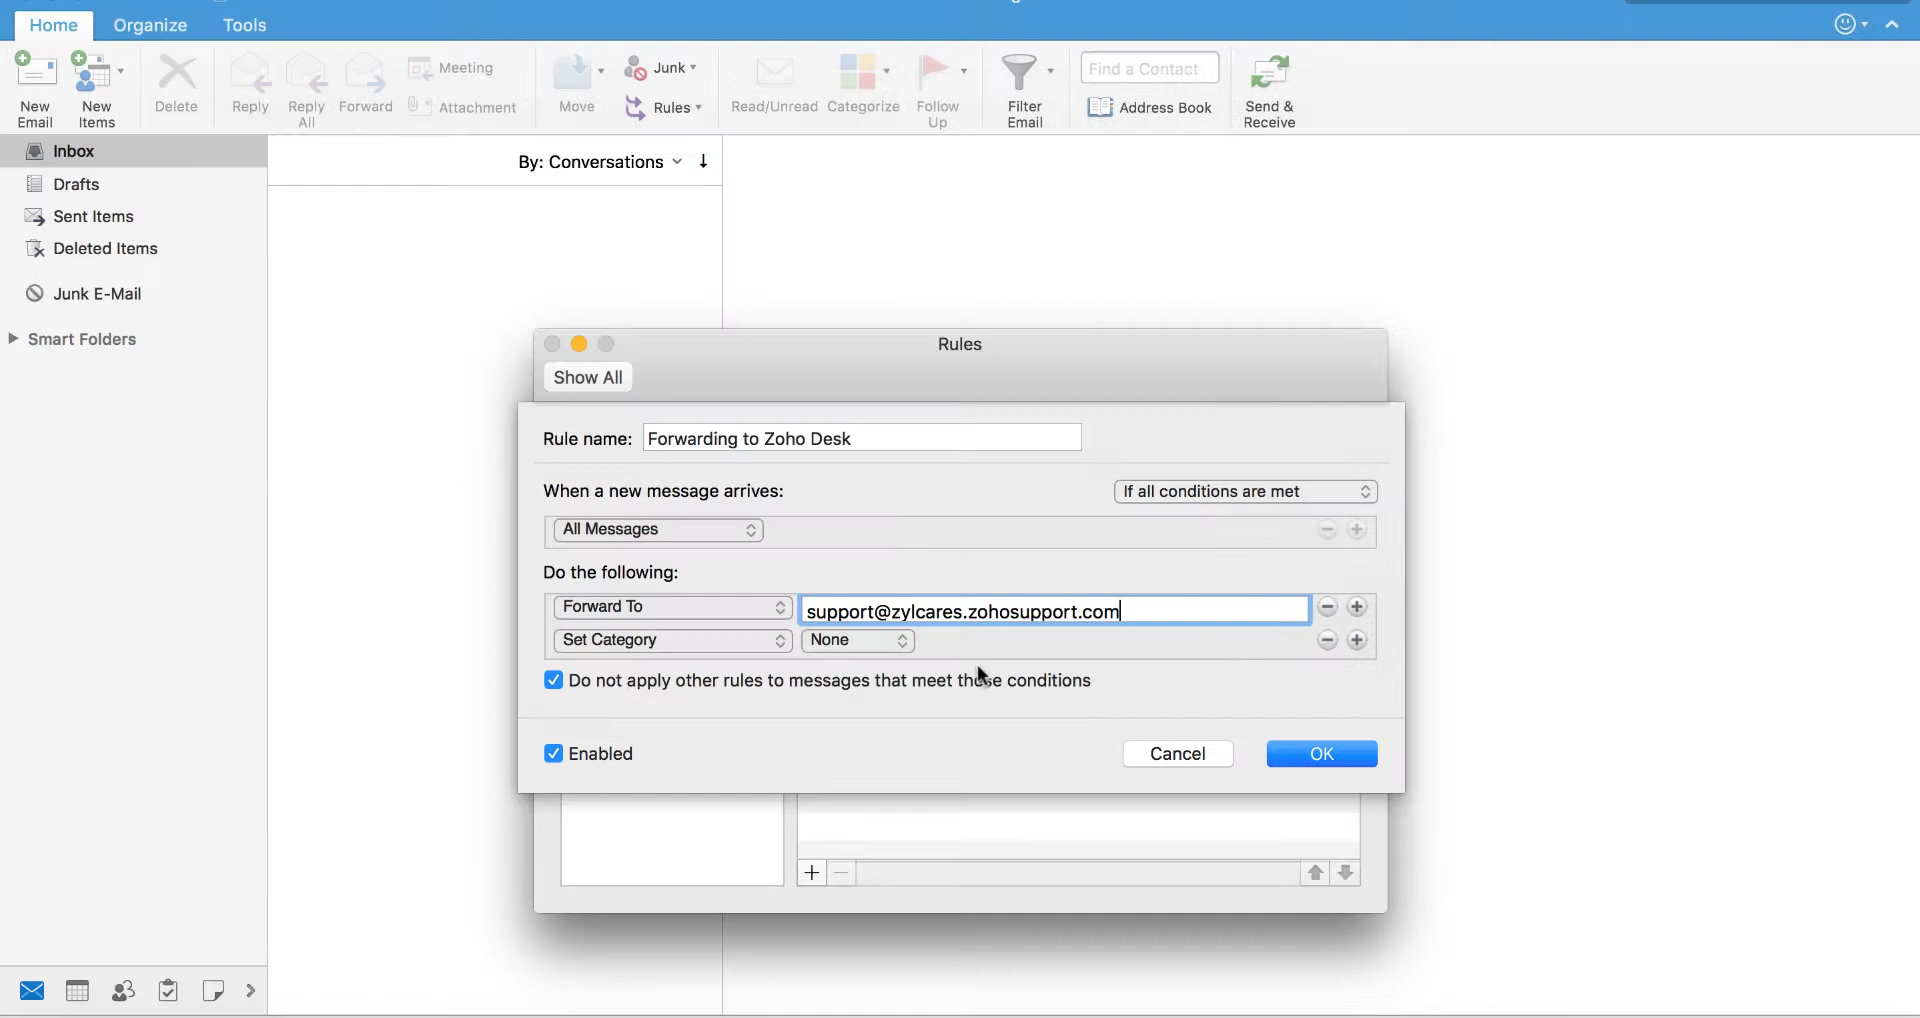 Home Organize Tools
New Email
New Items
Delete
Reply
Reply All
Forward
Meeting
Attachment
Move
Junk
Rules
Read/Unread
Categorize
Follow Up
Filter Email
Find a Contact
Address Book
Send & Receive
Inbox
Drafts
Sent Items
Deleted Items
Junk E-Mail
Smart Folders
By: Conversations
Rules
Show All
Rule name: Forwarding to Zoho Desk
When a new message arrives: If all conditions are met
All Messages
Do the following:
Forward To support@zylcares.zohosupport.com
Set Category None
Do not apply other rules to messages that meet these conditions
Enabled Cancel OK